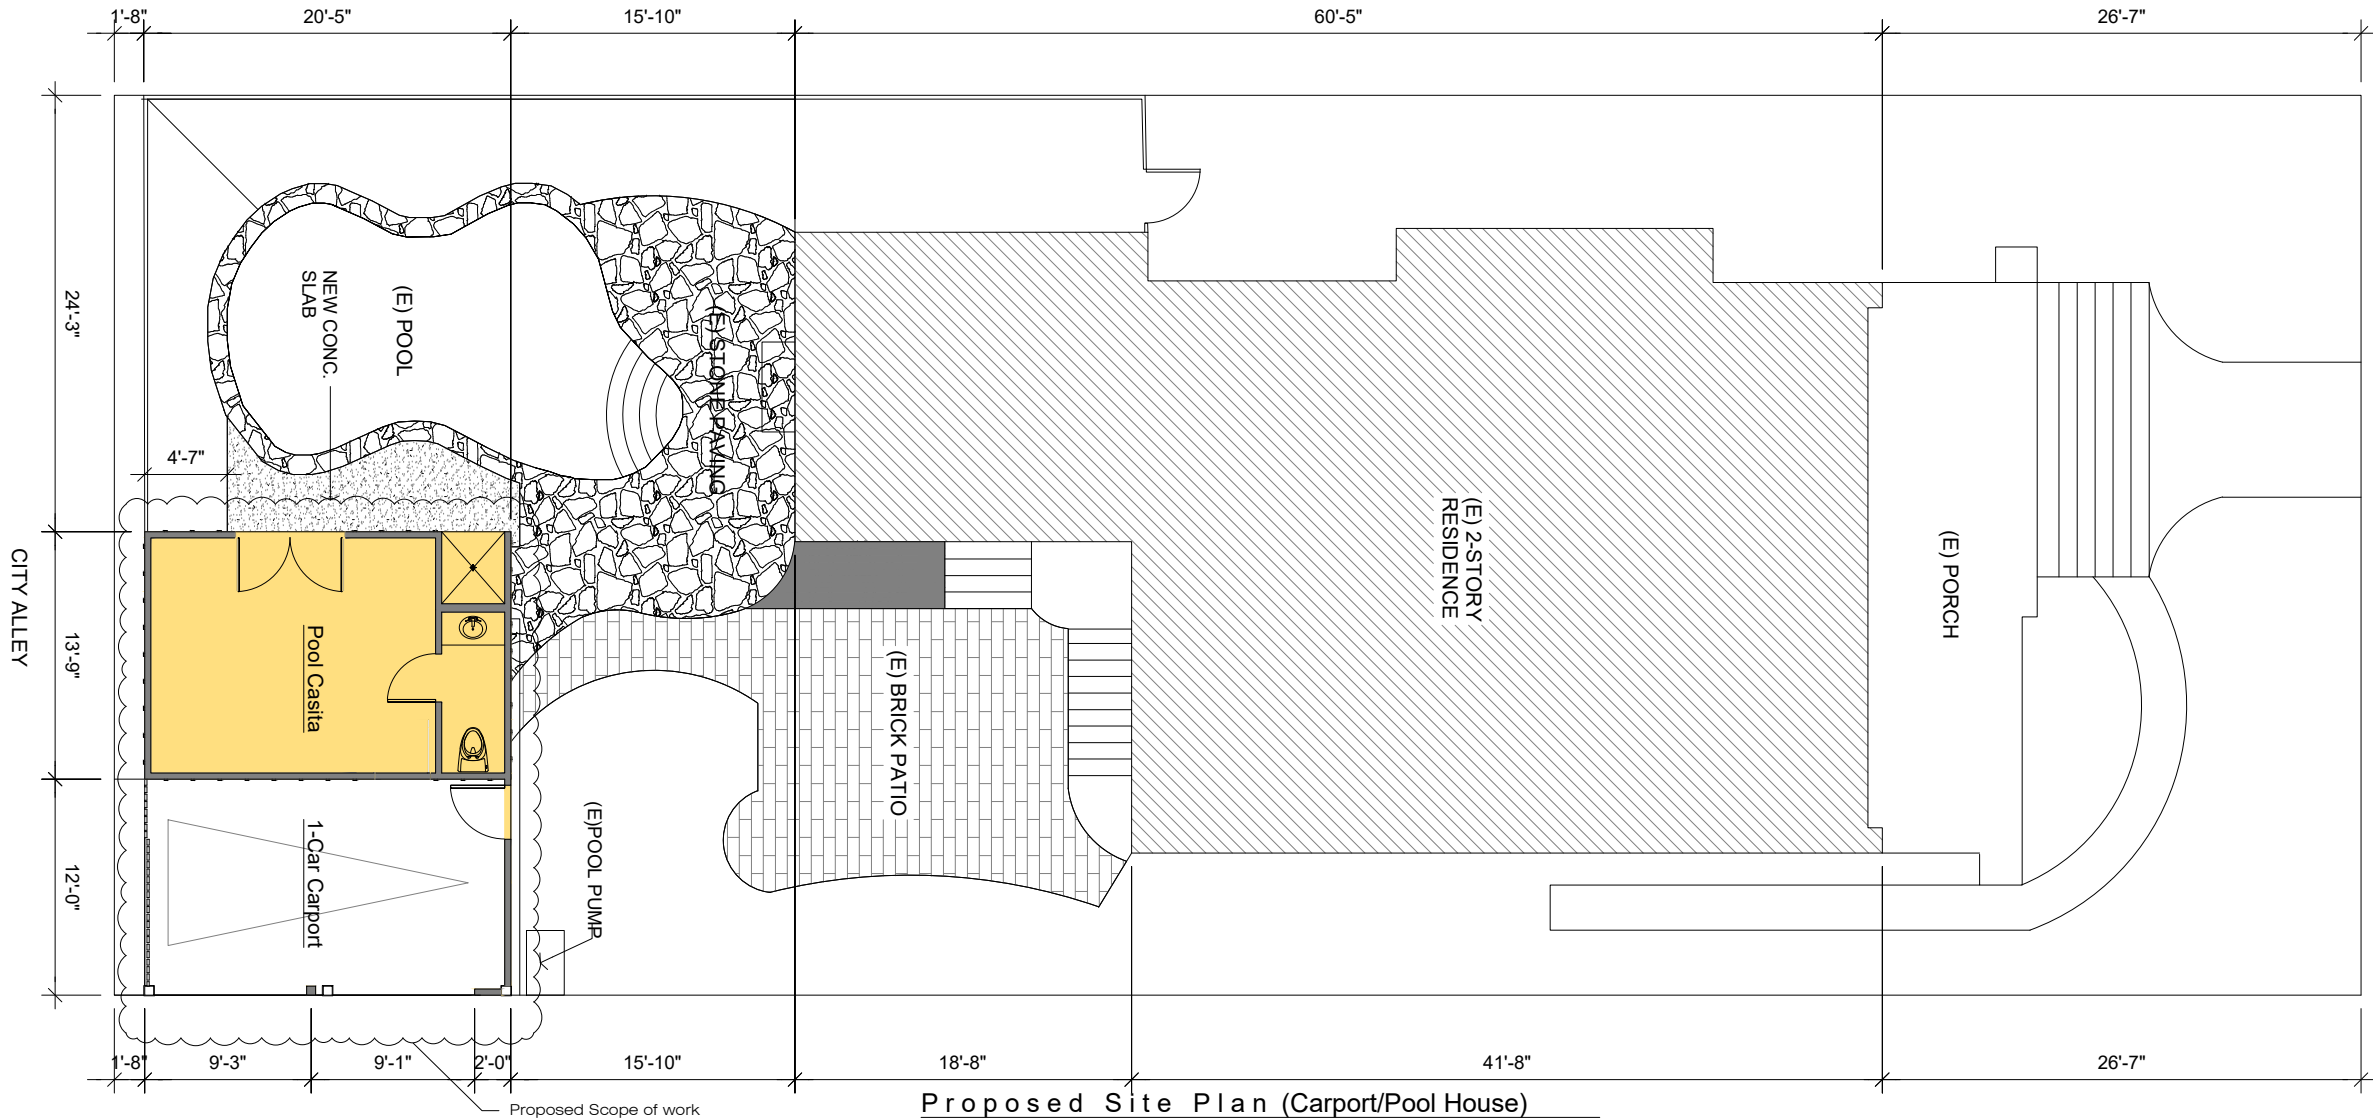 1'-8"
20'-5"
15'-10"
60'-5"
26'-7"
24'-3"
13'-9"
12'-0"
CITY ALLEY
NEW CONC.
SLAB
(E) POOL
4'-7"
(E) STONE PAVING
(E) 2-STORY
RESIDENCE
(E) PORCH
Pool Casita
(E) BRICK PATIO
1-Car Carport
(E)POOL PUMP
1'-8"
9'-3"
9'-1"
2'-0"
15'-10"
18'-8"
41'-8"
26'-7"
Proposed Scope of work
Proposed Site Plan (Carport/Pool House)